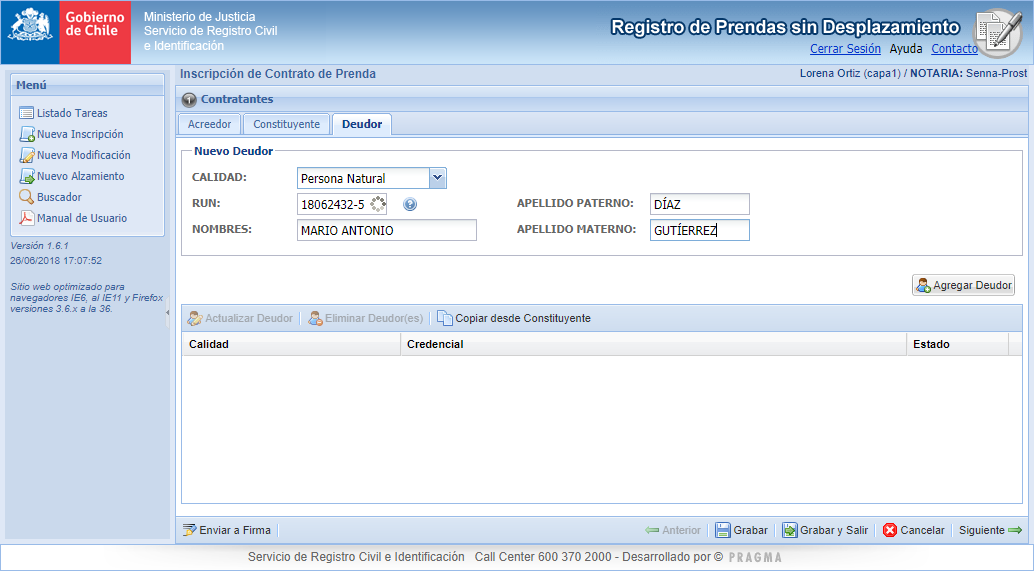 Gobierno de Chile
Ministerio de Justicia
Servicio de Registro Civil
e Identificación
Registro de Prendas sin Desplazamiento
Cerrar Sesión Ayuda Contacto
Inscripción de Contrato de Prenda
Lorena Ortiz (capa1) / NOTARIA: Senna-Prost
Menú
Listado Tareas
Nueva Inscripción
Nueva Modificación
Nuevo Alzamiento
Buscador
Manual de Usuario
Versión 1.6.1
26/06/2018 17:07:52
Sitio web optimizado para
navegadores IE6, al IE11 y Firefox
versiones 3.6.x a la 36.
1 Contratantes
Acreedor Constituyente Deudor
Nuevo Deudor
CALIDAD: Persona Natural
RUN: 18062432-5 APELLIDO PATERNO: DÍAZ
NOMBRES: MARIO ANTONIO APELLIDO MATERNO: GUTÍERREZ
Agregar Deudor
Actualizar Deudor Eliminar Deudor(es) Copiar desde Constituyente
Calidad Credencial Estado
Enviar a Firma Anterior Grabar Grabar y Salir Cancelar Siguiente
Servicio de Registro Civil e Identificación Call Center 600 370 2000 - Desarrollado por © PRAGMA